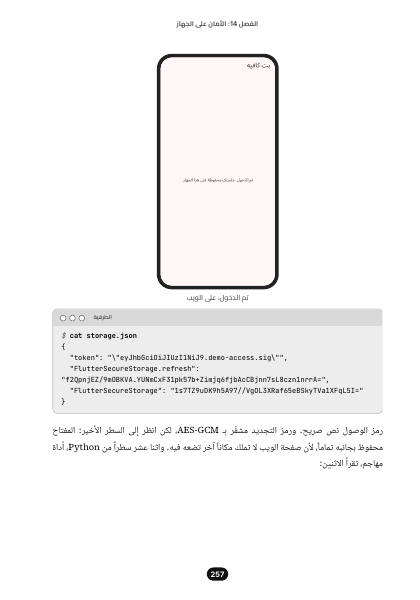 الفصل 14: الأمان على الجهاز
بت كافيه
تم الدخول. جلستك محفوظة على هذا الجهاز.
تم الدخول، على الويب
الطرفية
$ cat storage.json
{
"token": "\"eyJhbGciOiJIUzI1NiJ9.demo-access.sig\"",
"FlutterSecureStorage.refresh":
"f2QpnjEZ/9mOBKVA.YUNmCxF31pk57b+Zimjq6fjbAcCBjnn7sL8czn1nrrA=",
"FlutterSecureStorage": "1s7TZ9uDK9h5A97//VgOL3XRaf65eBSkyTVa1XFqL5I="
}
رمز الوصول نص صريح. ورمز التجديد مشفّر بـ AES-GCM. لكن انظر إلى السطر الأخير: المفتاح
محفوظ بجانبه تماماً، لأن صفحة الويب لا تملك مكاناً آخر تضعه فيه. واثنا عشر سطراً من Python، أداة
مهاجم، تقرأ الاثنين:
257